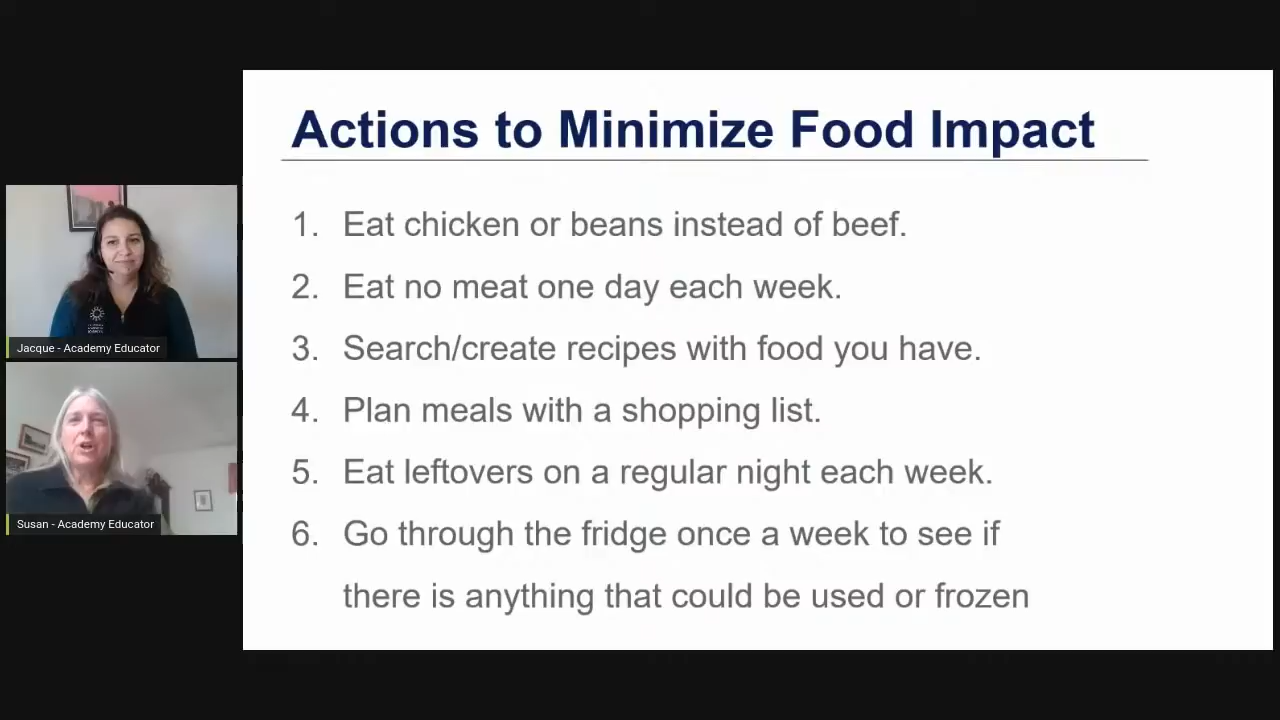 Actions to Minimize Food Impact
1. Eat chicken or beans instead of beef.
2. Eat no meat one day each week.
3. Search/create recipes with food you have.
4. Plan meals with a shopping list.
5. Eat leftovers on a regular night each week.
6. Go through the fridge once a week to see if
there is anything that could be used or frozen
Jacque - Academy Educator
Susan - Academy Educator